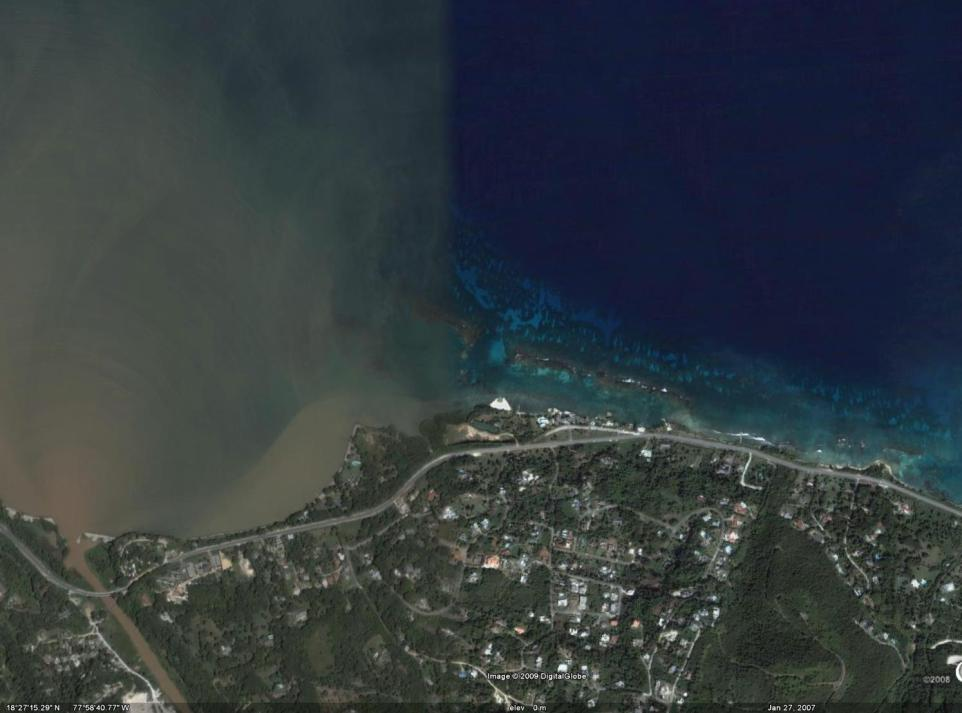 Image © 2009 DigitalGlobe
©2008
18°27'15.29" N 77°58'40.77" W elev 0 m Jan 27, 2007